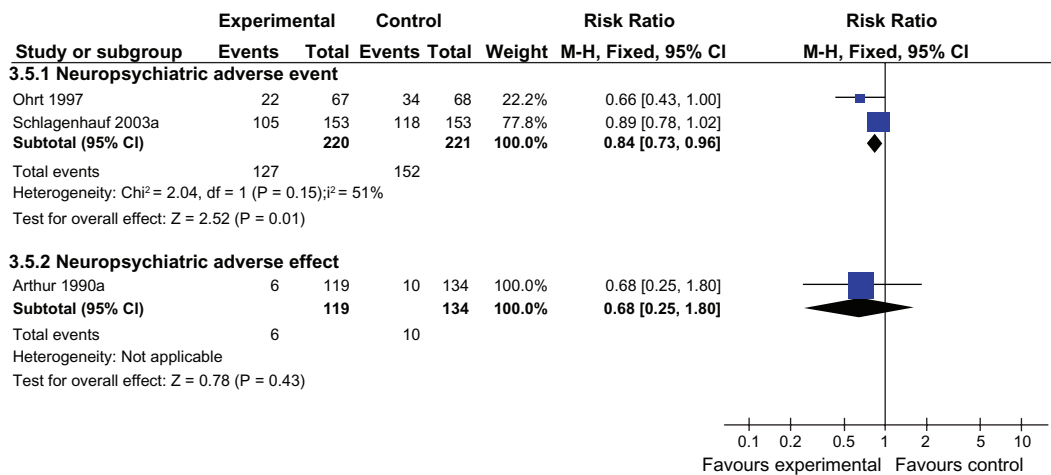 Experimental Control Risk Ratio Risk Ratio
Study or subgroup Events Total Events Total Weight M-H, Fixed, 95% CI M-H, Fixed, 95% CI
3.5.1 Neuropsychiatric adverse event
Ohrt 1997 22 67 34 68 22.2% 0.66 [0.43, 1.00]
Schlagenhauf 2003a 105 153 118 153 77.8% 0.89 [0.78, 1.02]
Subtotal (95% CI) 220 221 100.0% 0.84 [0.73, 0.96]
Total events 127 152
Heterogeneity: Chi² = 2.04, df = 1 (P = 0.15);i² = 51%
Test for overall effect: Z = 2.52 (P = 0.01)
3.5.2 Neuropsychiatric adverse effect
Arthur 1990a 6 119 10 134 100.0% 0.68 [0.25, 1.80]
Subtotal (95% CI) 119 134 100.0% 0.68 [0.25, 1.80]
Total events 6 10
Heterogeneity: Not applicable
Test for overall effect: Z = 0.78 (P = 0.43)
0.1 0.2 0.5 1 2 5 10
Favours experimental Favours control